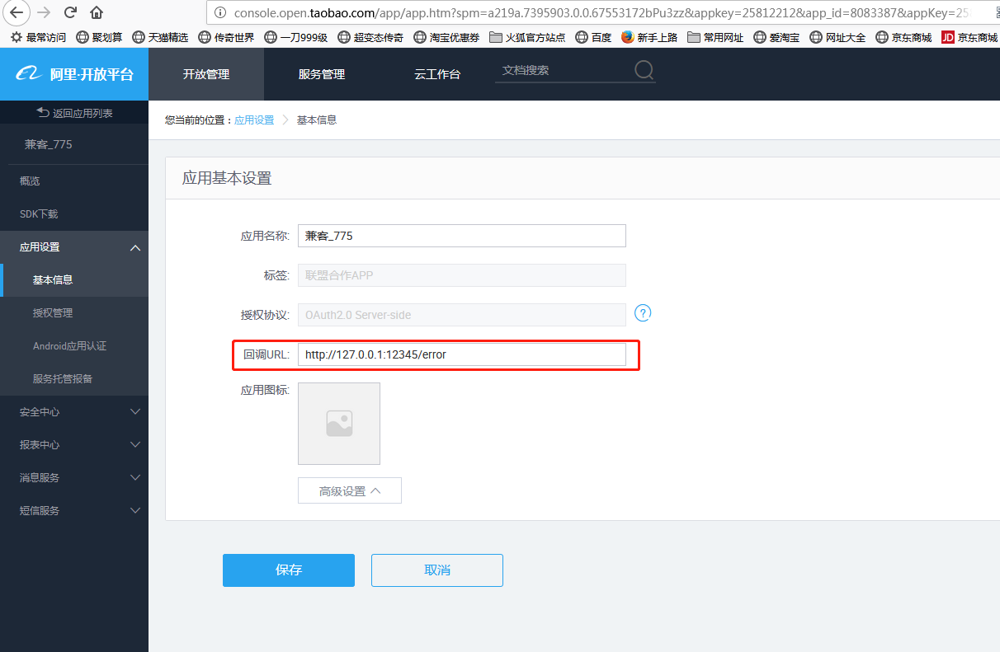 console.open.taobao.com/app/app.htm?spm=a219a.7395903.0.0.67553172bPu3zz&appkey=25812212&app_id=8083387&appKey=25
最常访问 聚划算 天猫精选 传奇世界 一刀999级 超变态传奇 淘宝优惠券 火狐官方站点 百度 新手上路 常用网址 爱淘宝 网址大全 京东商城 JD 京东商城
阿里·开放平台 开放管理 服务管理 云工作台 文档搜索
返回应用列表
您当前的位置：应用设置 基本信息
兼客_775
概览
SDK下载
应用设置
基本信息
授权管理
Android应用认证
服务托管报备
安全中心
报表中心
消息服务
短信服务
应用基本设置
应用名称: 兼客_775
标签: 联盟合作APP
授权协议: OAuth2.0 Server-side ?
回调URL: http://127.0.0.1:12345/error
应用图标:
高级设置
保存 取消